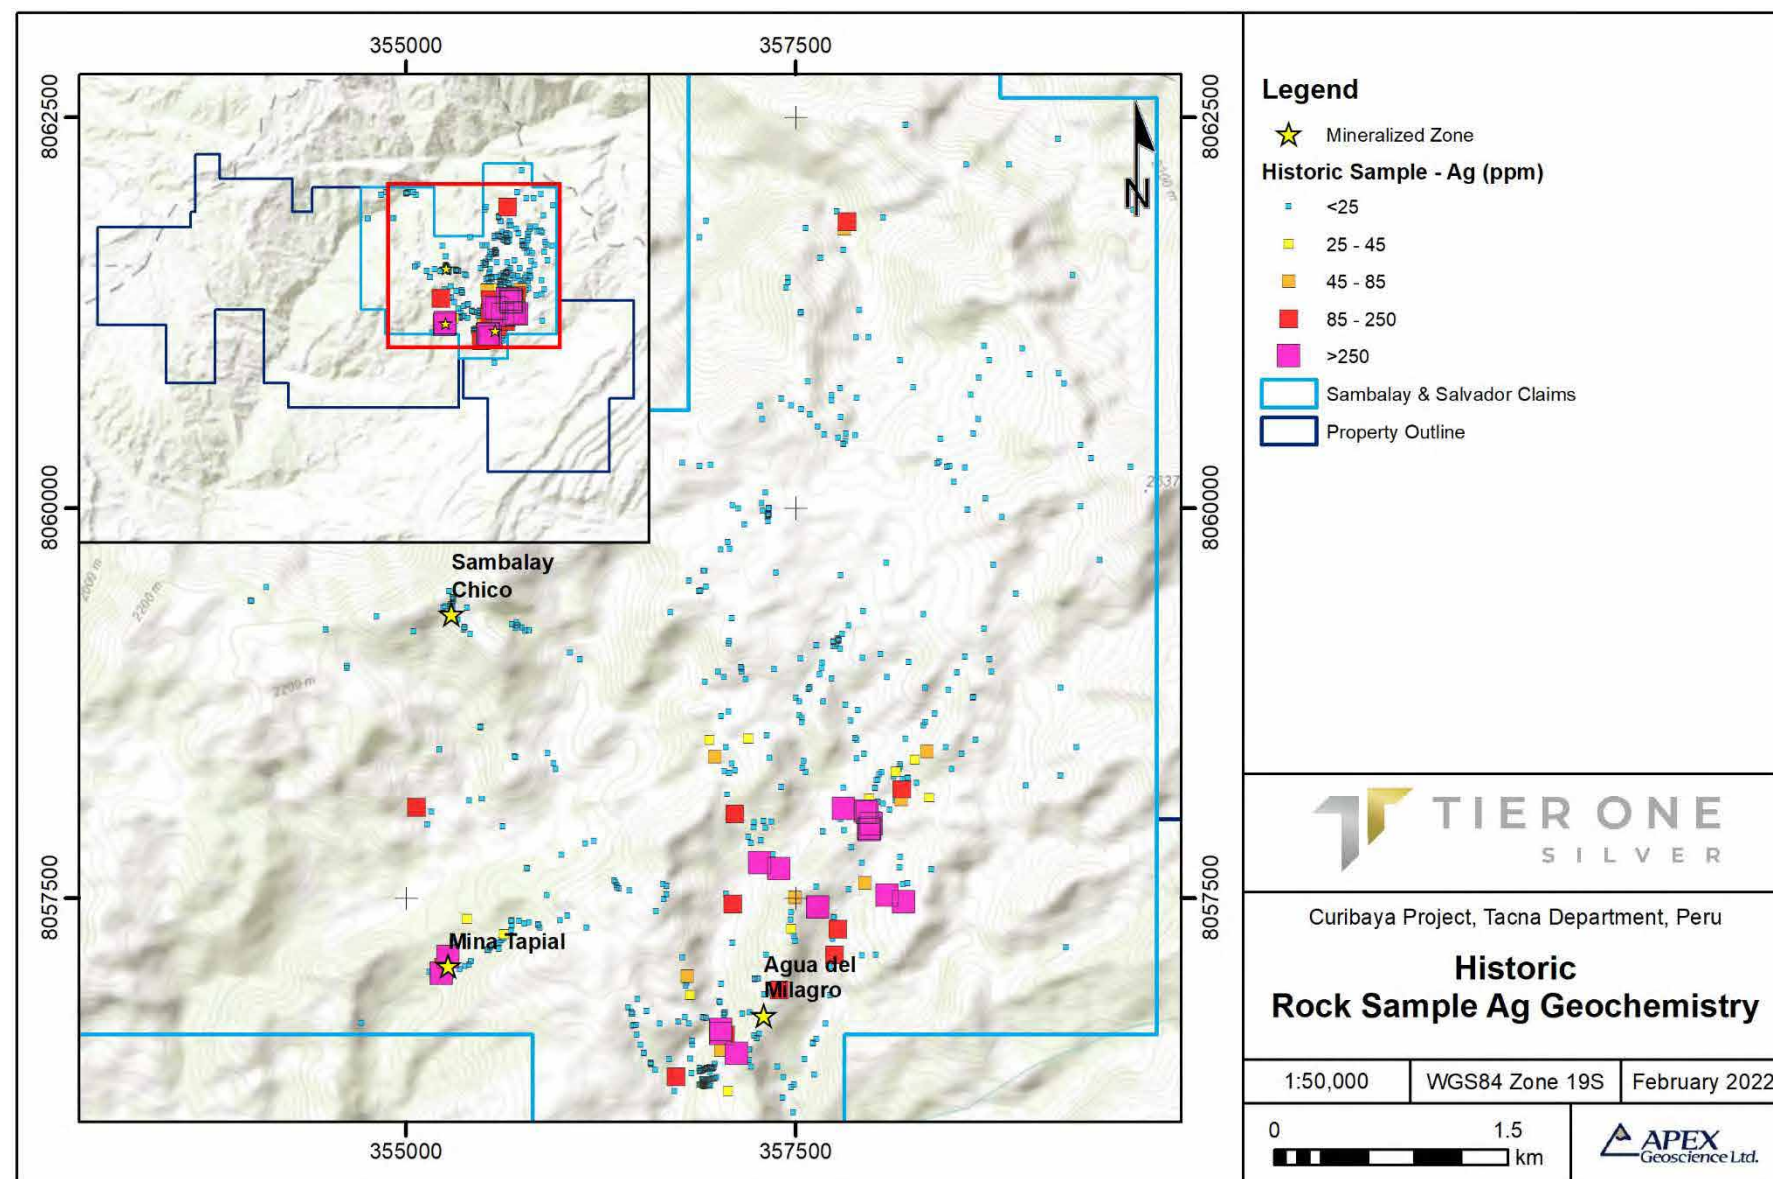 355000
357500
8062500
8062500
8060000
8060000
8057500
8057500
2000 m
2200 m
2200 m
Sambalay
Chico
Mina Tapial
Agua del
Milagro
N
355000
357500
Legend
Mineralized Zone
Historic Sample - Ag (ppm)
<25
25 - 45
45 - 85
85 - 250
>250
Sambalay & Salvador Claims
Property Outline
TIER ONE
SILVER
Curibaya Project, Tacna Department, Peru
Historic
Rock Sample Ag Geochemistry
1:50,000
WGS84 Zone 19S
February 2022
0
1.5
km
APEX
Geoscience Ltd.